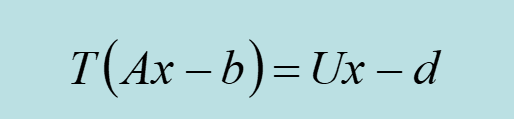 T(Ax – b) = Ux – d